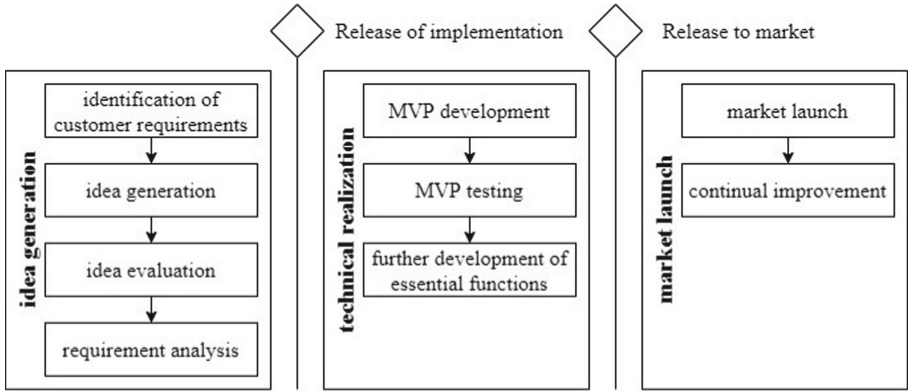 Release of implementation
Release to market
idea generation
identification of
customer requirements
idea generation
idea evaluation
requirement analysis
technical realization
MVP development
MVP testing
further development of
essential functions
market launch
market launch
continual improvement